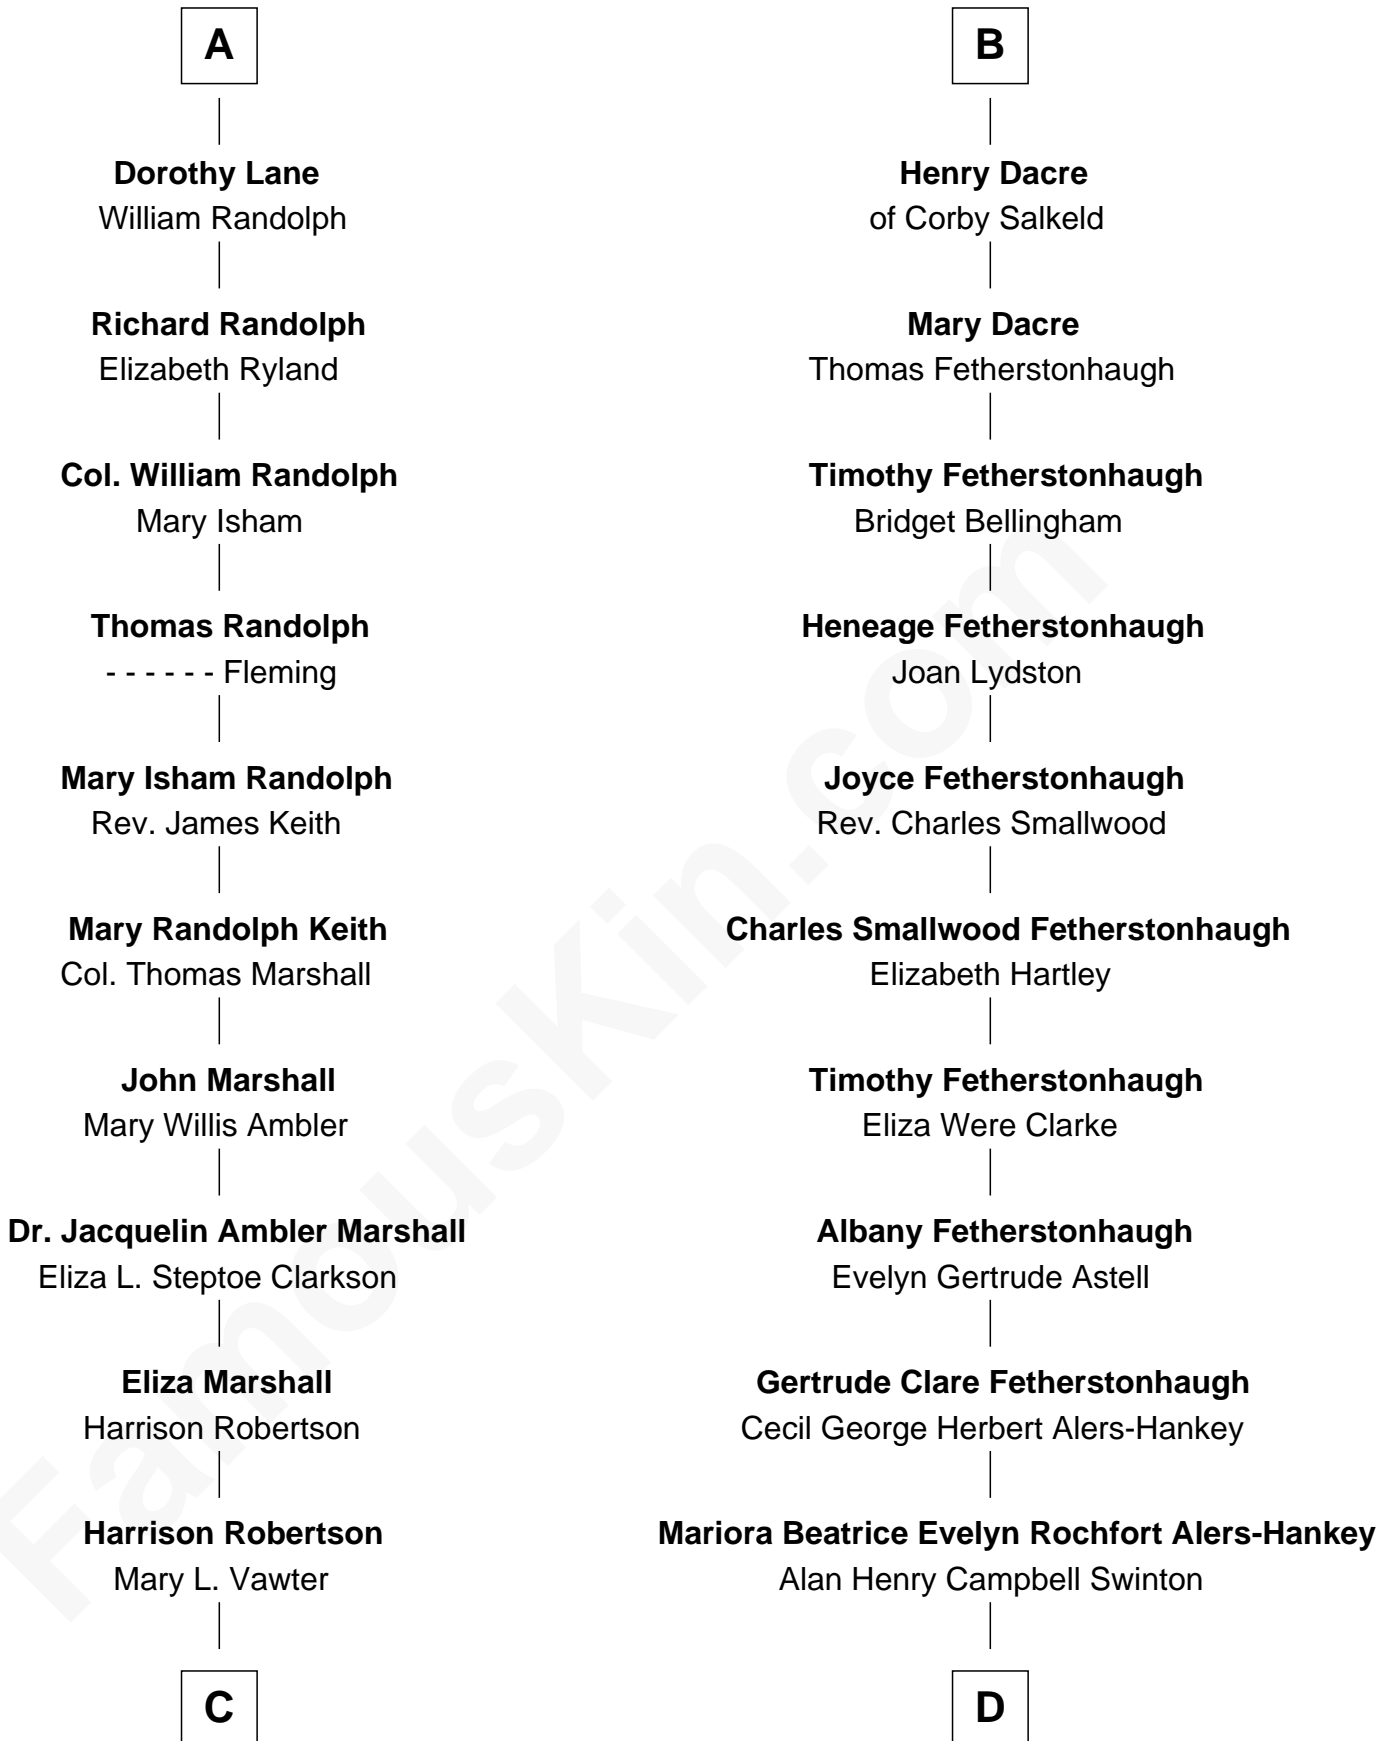 A
Dorothy Lane
William Randolph
Richard Randolph
Elizabeth Ryland
Col. William Randolph
Mary Isham
Thomas Randolph
- - - - - - Fleming
Mary Isham Randolph
Rev. James Keith
Mary Randolph Keith
Col. Thomas Marshall
John Marshall
Mary Willis Ambler
Dr. Jacquelin Ambler Marshall
Eliza L. Steptoe Clarkson
Eliza Marshall
Harrison Robertson
Harrison Robertson
Mary L. Vawter
C
B
Henry Dacre
of Corby Salkeld
Mary Dacre
Thomas Fetherstonhaugh
Timothy Fetherstonhaugh
Bridget Bellingham
Heneage Fetherstonhaugh
Joan Lydston
Joyce Fetherstonhaugh
Rev. Charles Smallwood
Charles Smallwood Fetherstonhaugh
Elizabeth Hartley
Timothy Fetherstonhaugh
Eliza Were Clarke
Albany Fetherstonhaugh
Evelyn Gertrude Astell
Gertrude Clare Fetherstonhaugh
Cecil George Herbert Alers-Hankey
Mariora Beatrice Evelyn Rochfort Alers-Hankey
Alan Henry Campbell Swinton
D
FamousKin.com